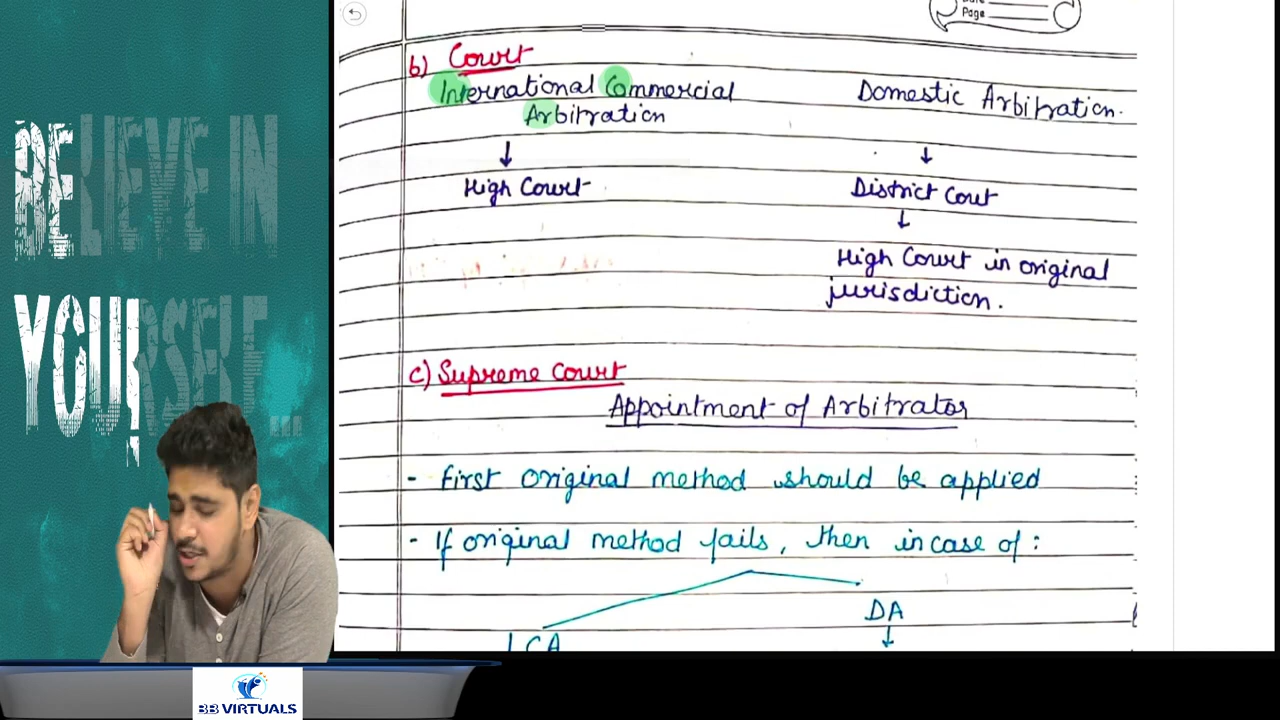 BELIEVE IN
YOURSELF...
Page
b) Court
International Commercial
Arbitration
↓
High Court
Domestic Arbitration.
↓
District Cout
↓
High Court in original
jurisdiction.
c) Supreme Court
Appointment of Arbitrator
- First original method should be applied
- If original method fails, then in case of :
ICA
DA
↓
BB VIRTUALS